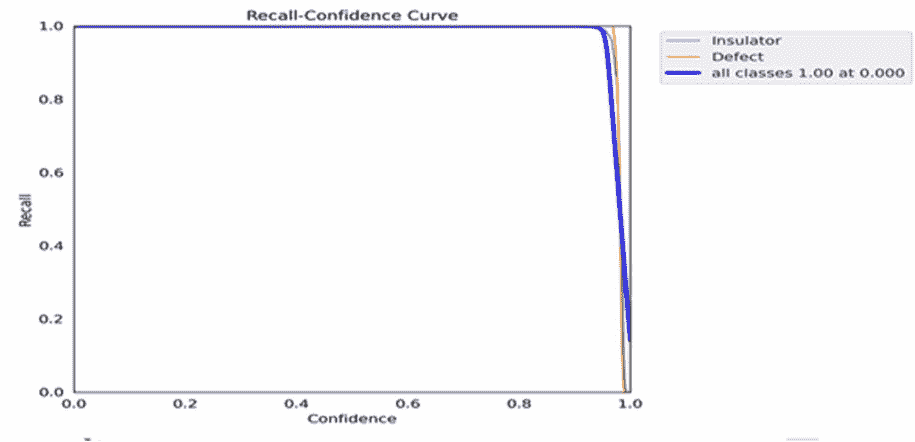 Recall-Confidence Curve
1.0
0.8
0.6
0.4
0.2
0.0
Recall
0.0 0.2 0.4 0.6 0.8 1.0
Confidence
Insulator
Defect
all classes 1.00 at 0.000